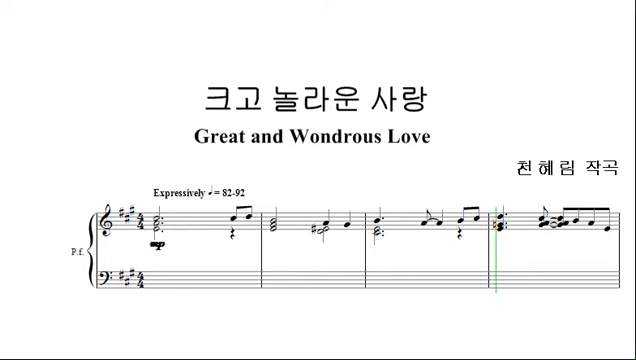 크고 놀라운 사랑
Great and Wondrous Love
천 혜 림 작곡
Expressively ♩= 82-92
mp
P.f.